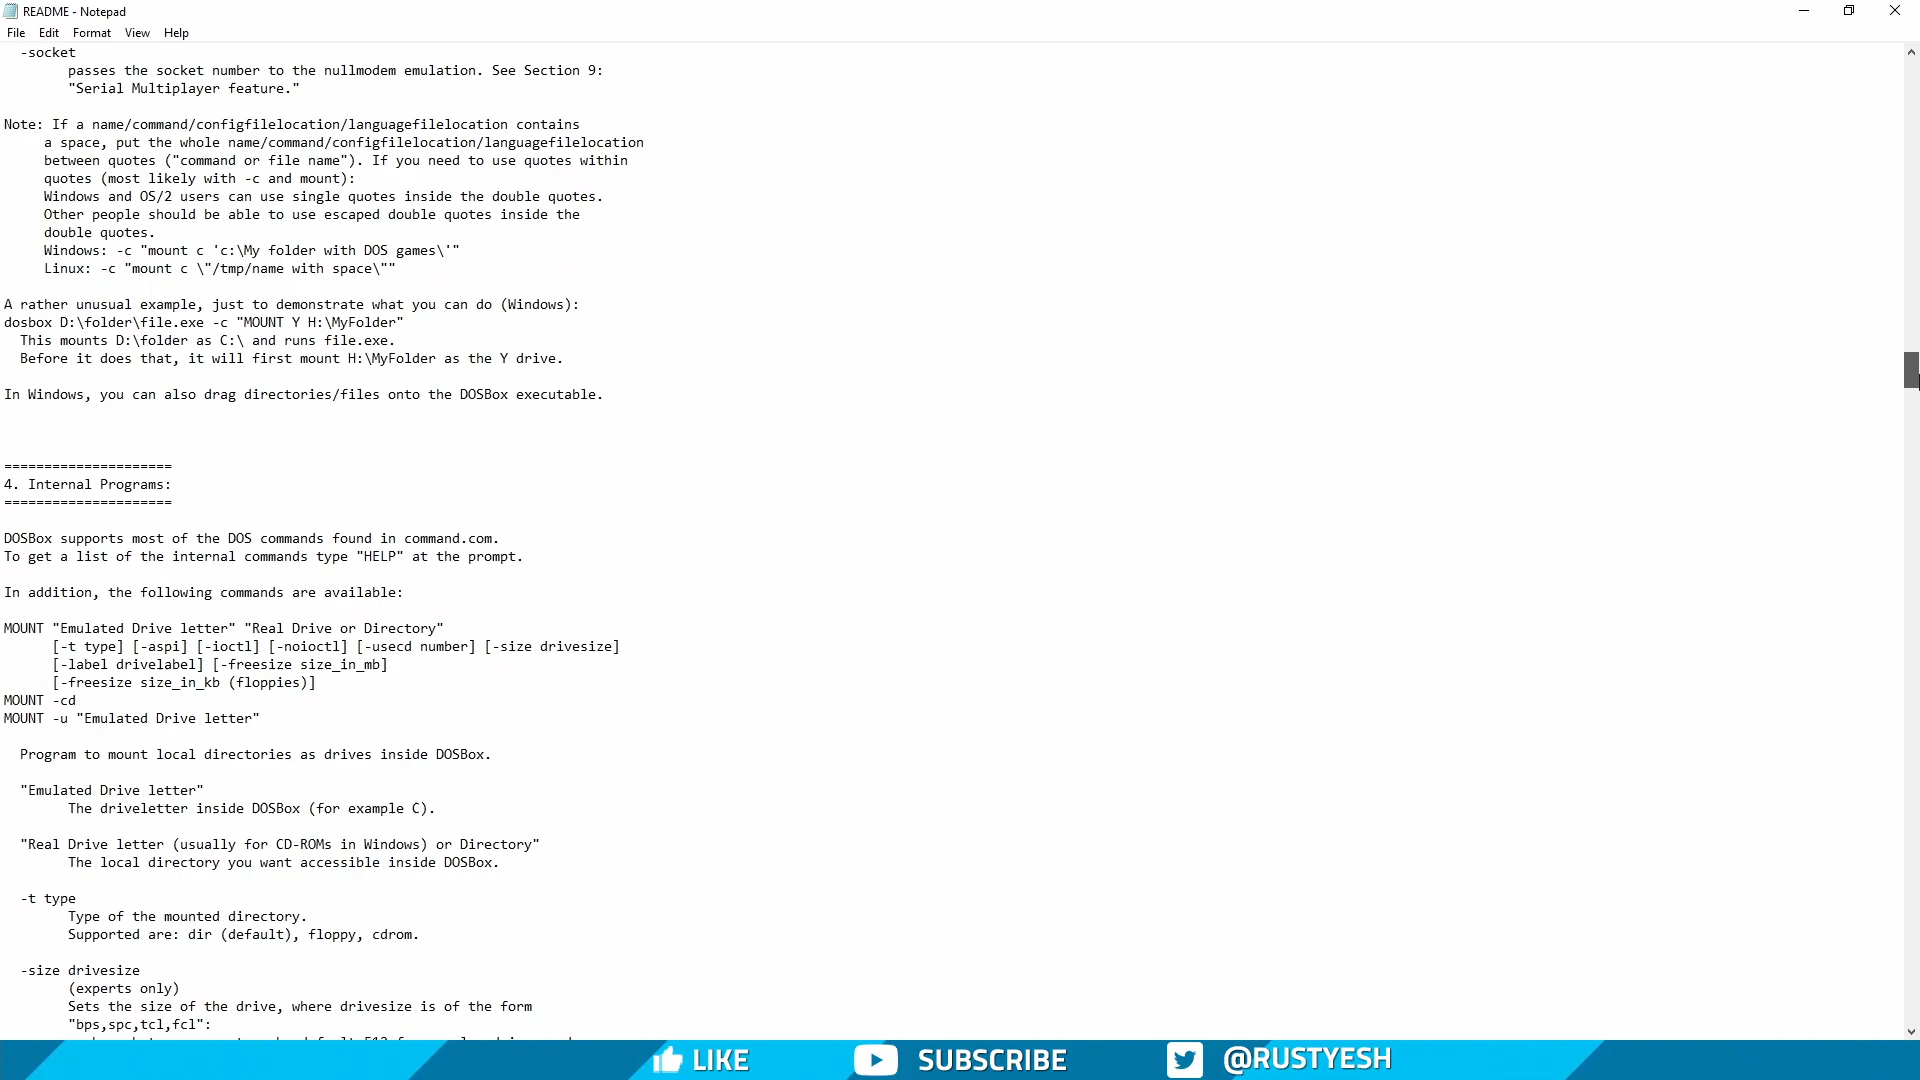 README - Notepad
File Edit Format View Help
-socket
passes the socket number to the nullmodem emulation. See Section 9:
"Serial Multiplayer feature."
Note: If a name/command/configfilelocation/languagefilelocation contains
a space, put the whole name/command/configfilelocation/languagefilelocation
between quotes ("command or file name"). If you need to use quotes within
quotes (most likely with -c and mount):
Windows and OS/2 users can use single quotes inside the double quotes.
Other people should be able to use escaped double quotes inside the
double quotes.
Windows: -c "mount c 'c:\My folder with DOS games\'"
Linux: -c "mount c \"/tmp/name with space\""
A rather unusual example, just to demonstrate what you can do (Windows):
dosbox D:\folder\file.exe -c "MOUNT Y H:\MyFolder"
This mounts D:\folder as C:\ and runs file.exe.
Before it does that, it will first mount H:\MyFolder as the Y drive.
In Windows, you can also drag directories/files onto the DOSBox executable.
=====================
4. Internal Programs:
=====================
DOSBox supports most of the DOS commands found in command.com.
To get a list of the internal commands type "HELP" at the prompt.
In addition, the following commands are available:
MOUNT "Emulated Drive letter" "Real Drive or Directory"
[-t type] [-aspi] [-ioctl] [-noioctl] [-usecd number] [-size drivesize]
[-label drivelabel] [-freesize size_in_mb]
[-freesize size_in_kb (floppies)]
MOUNT -cd
MOUNT -u "Emulated Drive letter"
Program to mount local directories as drives inside DOSBox.
"Emulated Drive letter"
The driveletter inside DOSBox (for example C).
"Real Drive letter (usually for CD-ROMs in Windows) or Directory"
The local directory you want accessible inside DOSBox.
-t type
Type of the mounted directory.
Supported are: dir (default), floppy, cdrom.
-size drivesize
(experts only)
Sets the size of the drive, where drivesize is of the form
"bps,spc,tcl,fcl":
LIKE SUBSCRIBE @RUSTYESH